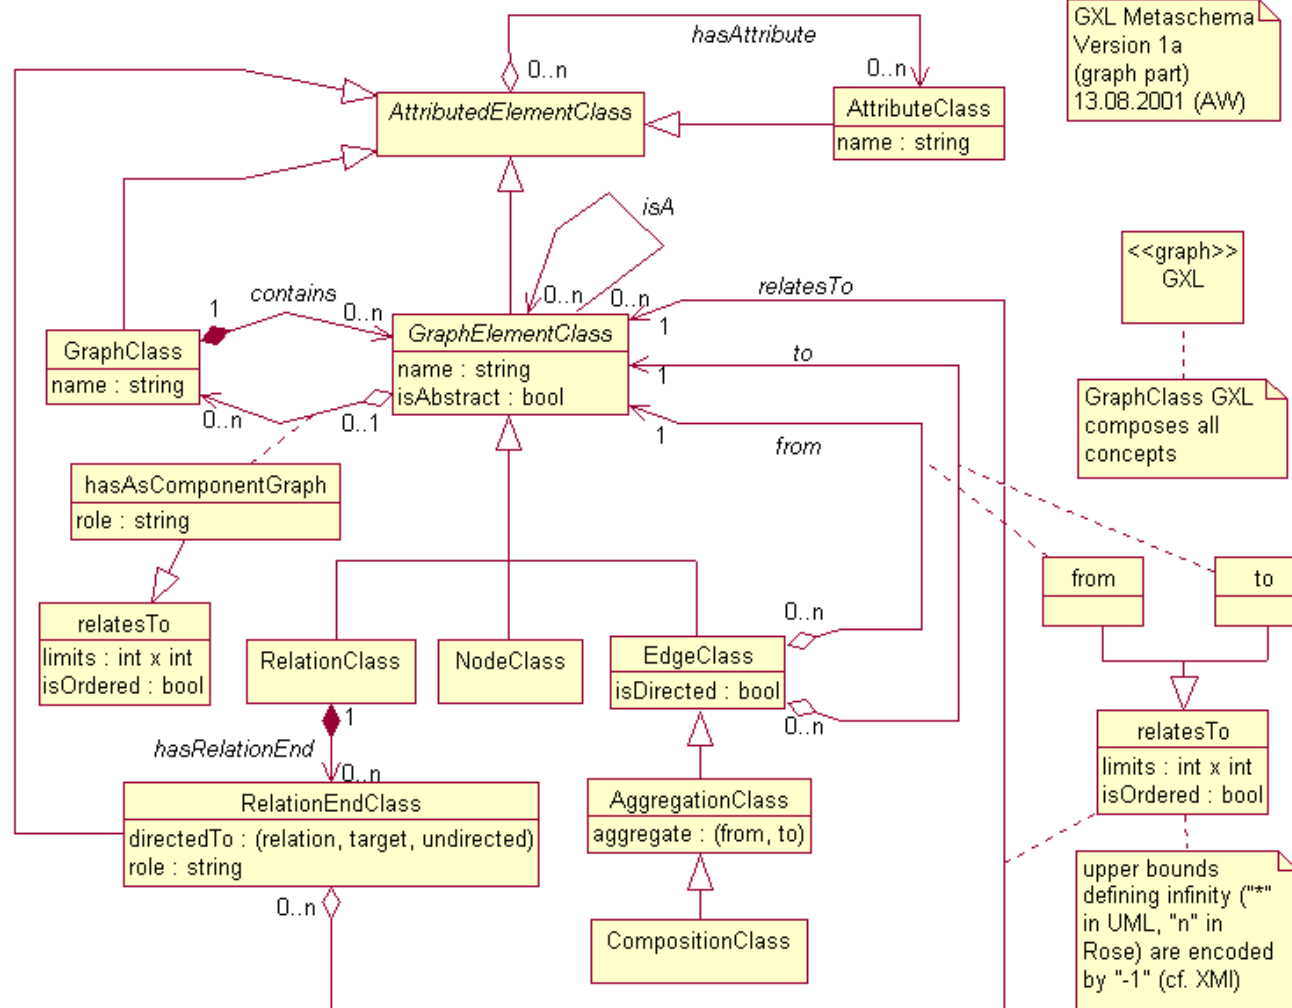 hasAttribute
0..n
0..n
GXL Metaschema
Version 1a
(graph part)
13.08.2001 (AW)
AttributedElementClass
AttributeClass
name : string
isA
0..n
0..n
<<graph>>
GXL
contains
1
0..n
relatesTo
1
GraphClass
name : string
GraphElementClass
name : string
isAbstract : bool
to
1
0..n
0..1
from
1
GraphClass GXL
composes all
concepts
hasAsComponentGraph
role : string
relatesTo
limits : int x int
isOrdered : bool
RelationClass
NodeClass
EdgeClass
isDirected : bool
0..n
0..n
from
to
relatesTo
limits : int x int
isOrdered : bool
1
hasRelationEnd
0..n
RelationEndClass
directedTo : (relation, target, undirected)
role : string
0..n
AggregationClass
aggregate : (from, to)
CompositionClass
upper bounds
defining infinity ("*"
in UML, "n" in
Rose) are encoded
by "-1" (cf. XMI)